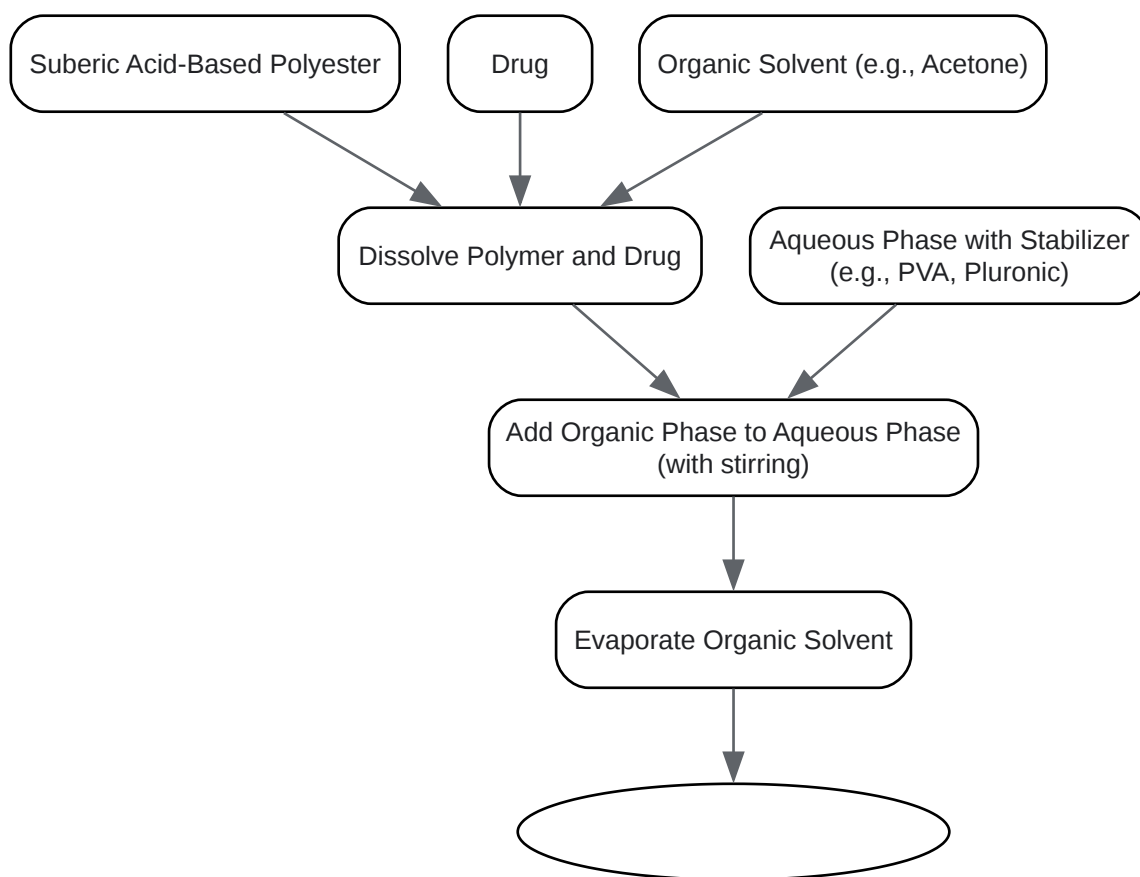 Suberic Acid-Based Polyester
Drug
Organic Solvent (e.g., Acetone)
Dissolve Polymer and Drug
Aqueous Phase with Stabilizer
(e.g., PVA, Pluronic)
Add Organic Phase to Aqueous Phase
(with stirring)
Evaporate Organic Solvent